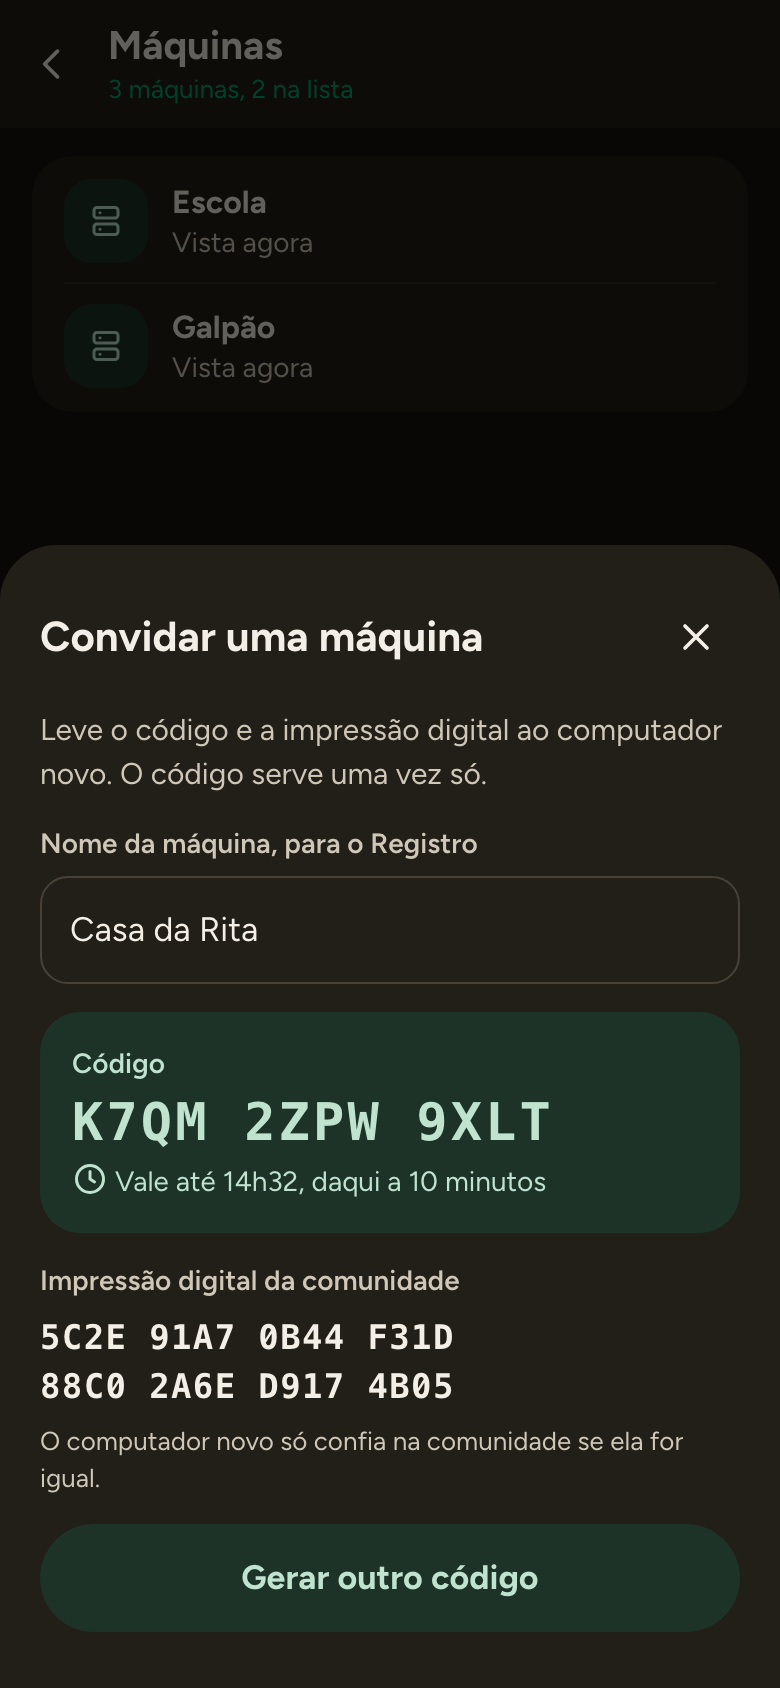 Máquinas
3 máquinas, 2 na lista
Escola
Vista agora
Galpão
Vista agora
Convidar uma máquina
Leve o código e a impressão digital ao computador
novo. O código serve uma vez só.
Nome da máquina, para o Registro
Casa da Rita
Código
K7QM 2ZPW 9XLT
Vale até 14h32, daqui a 10 minutos
Impressão digital da comunidade
5C2E 91A7 0B44 F31D
88C0 2A6E D917 4B05
O computador novo só confia na comunidade se ela for
igual.
Gerar outro código